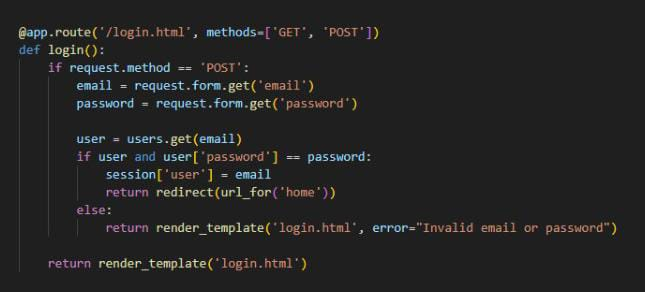 @app.route('/login.html', methods=['GET', 'POST'])
def login():
    if request.method == 'POST':
        email = request.form.get('email')
        password = request.form.get('password')

        user = users.get(email)
        if user and user['password'] == password:
            session['user'] = email
            return redirect(url_for('home'))
        else:
            return render_template('login.html', error="Invalid email or password")

    return render_template('login.html')